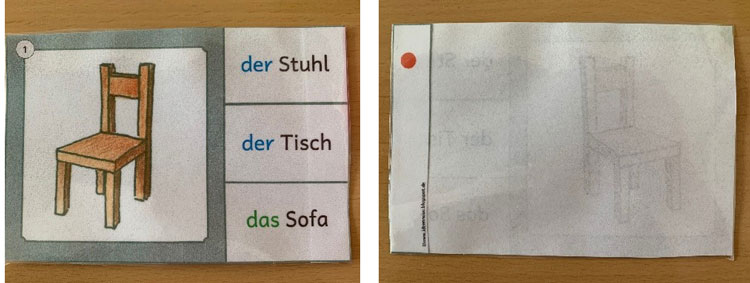 1
der Stuhl
der Tisch
das Sofa